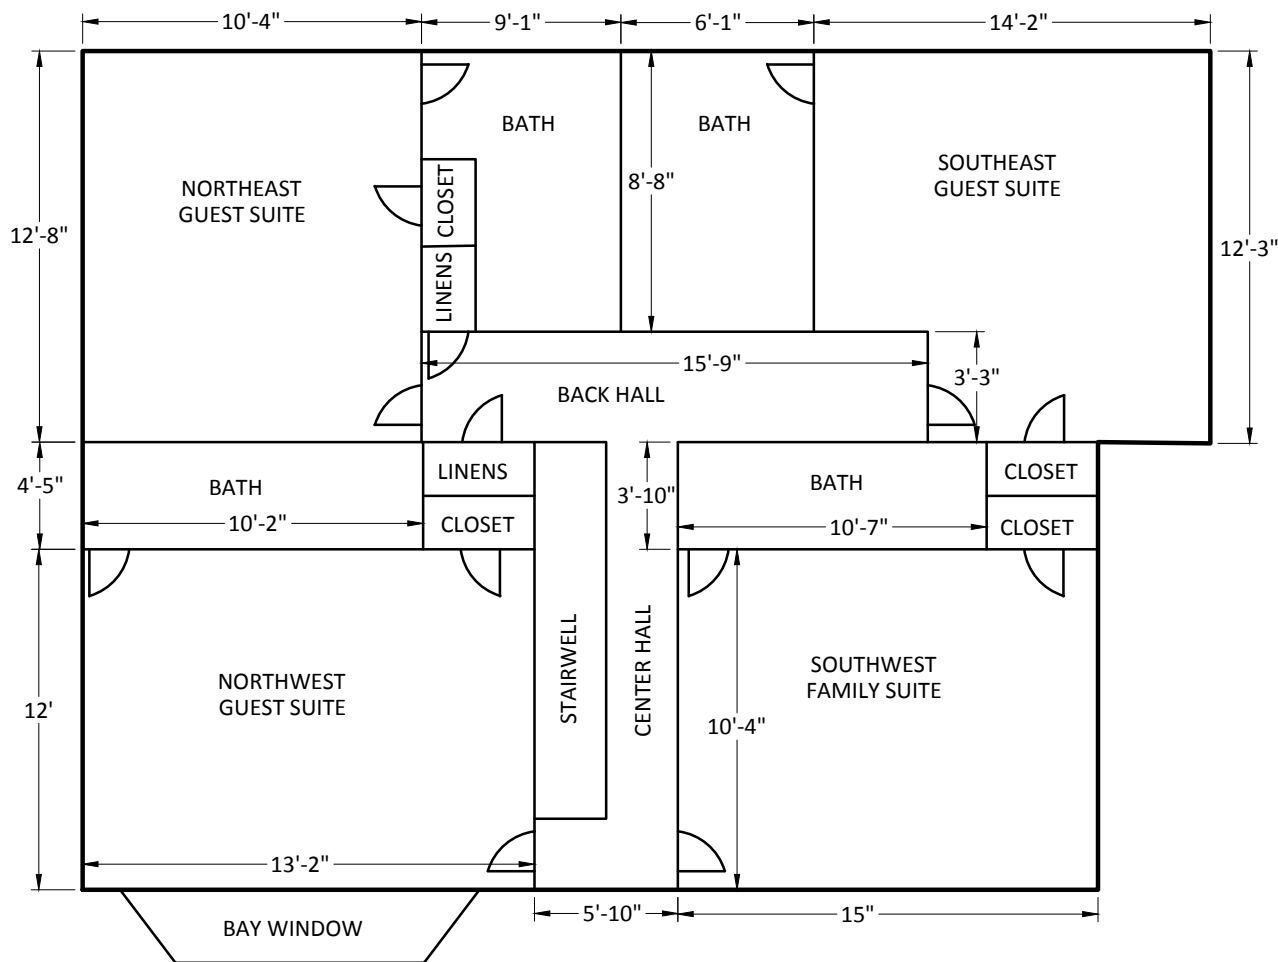 10'-4"
9'-1"
6'-1"
14'-2"
BATH
BATH
SOUTHEAST
GUEST SUITE
NORTHEAST
GUEST SUITE
CLOSET
8'-8"
12'-8"
12'-3"
LINENS
15'-9"
3'-3"
BACK HALL
4'-5"
BATH
LINENS
3'-10"
BATH
CLOSET
10'-2"
CLOSET
10'-7"
CLOSET
NORTHWEST
GUEST SUITE
STAIRWELL
CENTER HALL
SOUTHWEST
FAMILY SUITE
12'
10'-4"
13'-2"
5'-10"
15"
BAY WINDOW